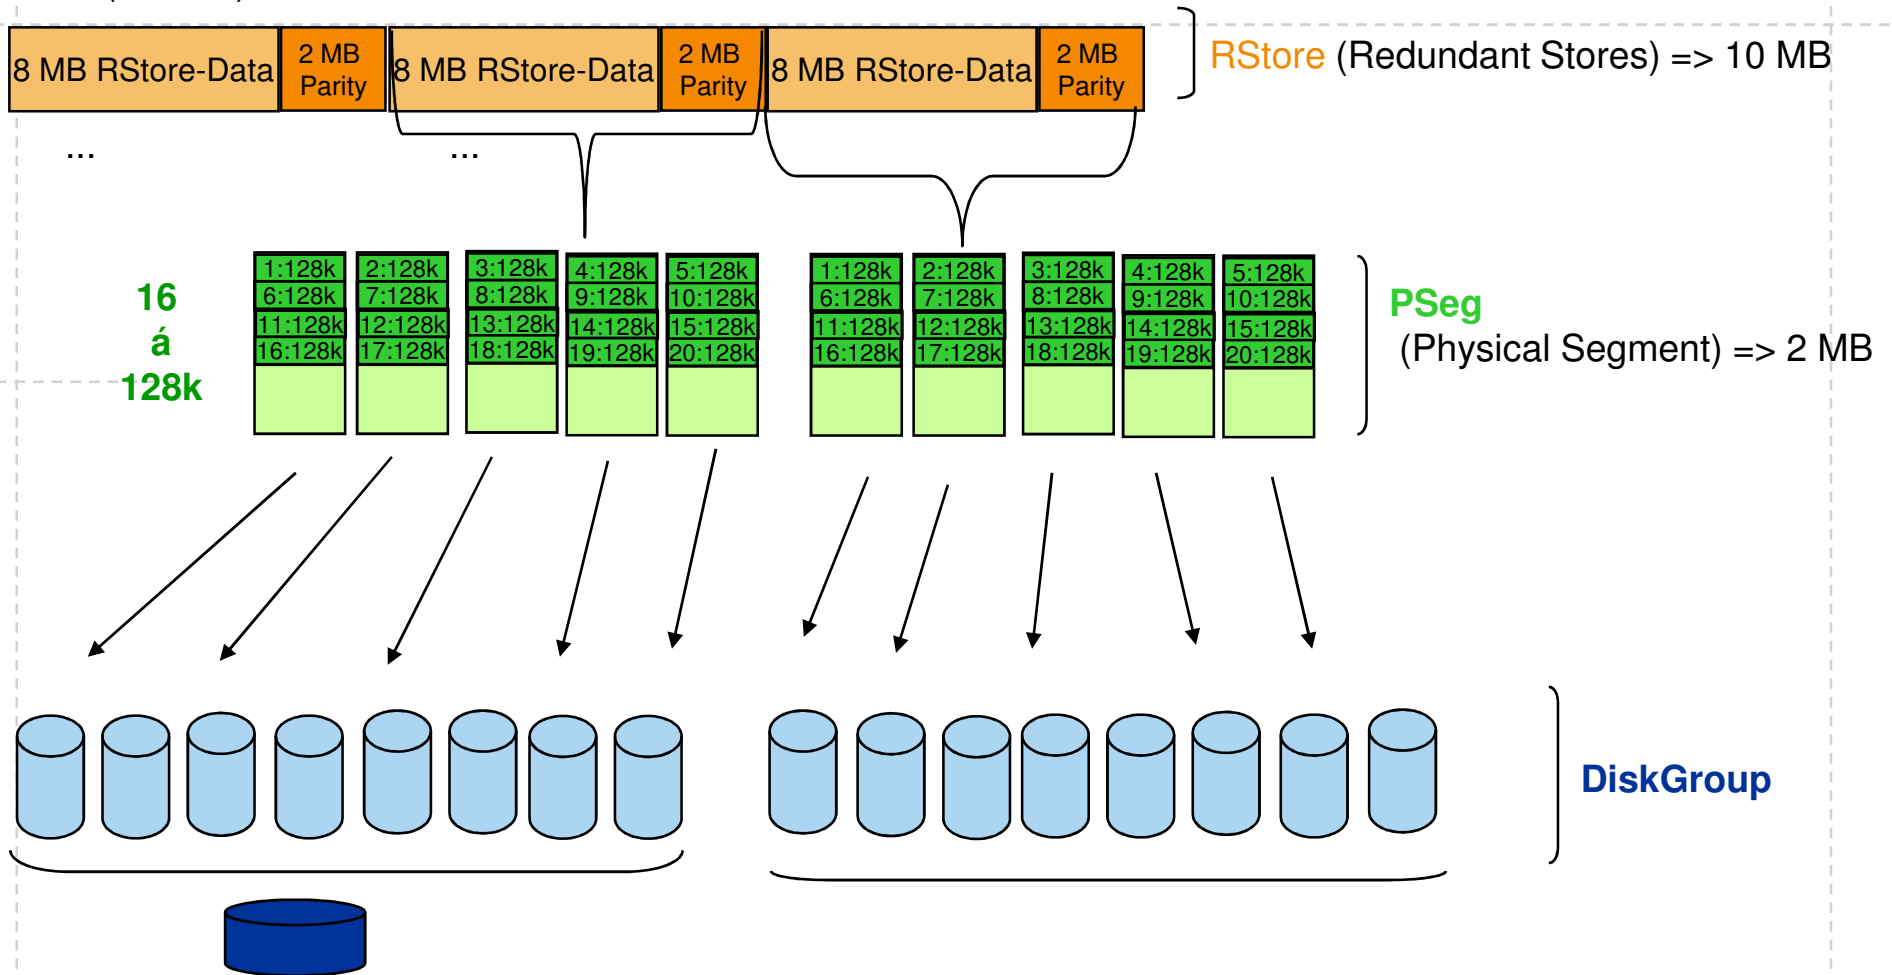 8 MB RStore-Data
2 MB
Parity
8 MB RStore-Data
2 MB
Parity
8 MB RStore-Data
2 MB
Parity
RStore (Redundant Stores) => 10 MB
...
...
16
á
128k
1:128k 2:128k 3:128k 4:128k 5:128k
6:128k 7:128k 8:128k 9:128k 10:128k
11:128k 12:128k 13:128k 14:128k 15:128k
16:128k 17:128k 18:128k 19:128k 20:128k
1:128k 2:128k 3:128k 4:128k 5:128k
6:128k 7:128k 8:128k 9:128k 10:128k
11:128k 12:128k 13:128k 14:128k 15:128k
16:128k 17:128k 18:128k 19:128k 20:128k
PSeg
(Physical Segment) => 2 MB
DiskGroup